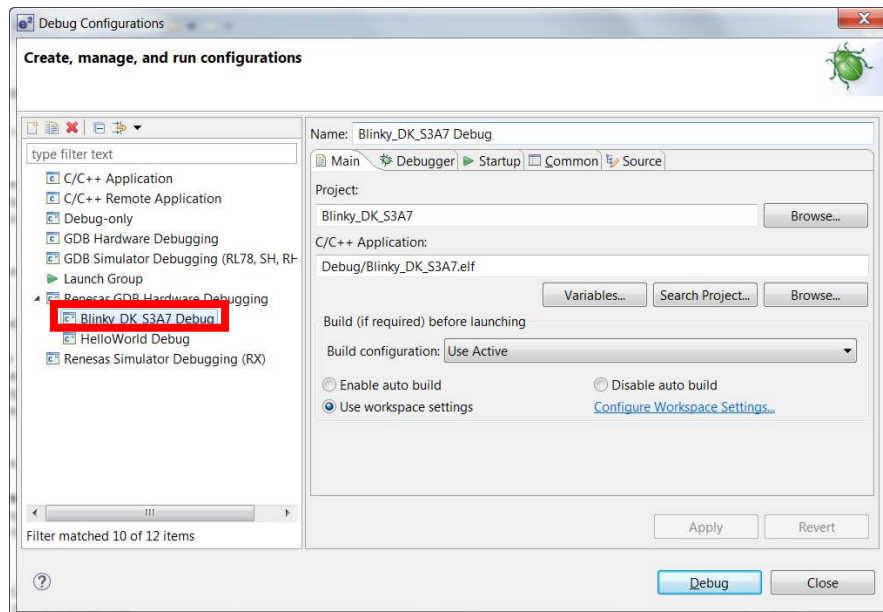 e² Debug Configurations
Create, manage, and run configurations
type filter text
C/C++ Application
C/C++ Remote Application
Debug-only
GDB Hardware Debugging
GDB Simulator Debugging (RL78, SH, RH
Launch Group
Renesas GDB Hardware Debugging
Blinky_DK_S3A7 Debug
HelloWorld Debug
Renesas Simulator Debugging (RX)
Filter matched 10 of 12 items
Name: Blinky_DK_S3A7 Debug
Main Debugger Startup Common Source
Project:
Blinky_DK_S3A7 Browse...
C/C++ Application:
Debug/Blinky_DK_S3A7.elf
Variables... Search Project... Browse...
Build (if required) before launching
Build configuration: Use Active
Enable auto build Disable auto build
Use workspace settings Configure Workspace Settings...
Apply Revert
? Debug Close